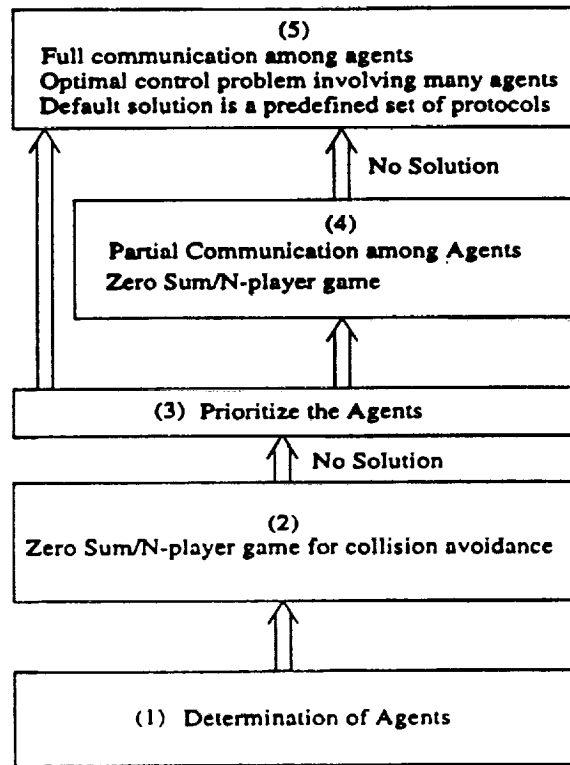 (5)
Full communication among agents
Optimal control problem involving many agents
Default solution is a predefined set of protocols
No Solution
(4)
Partial Communication among Agents
Zero Sum/N-player game
(3) Prioritize the Agents
No Solution
(2)
Zero Sum/N-player game for collision avoidance
(1) Determination of Agents